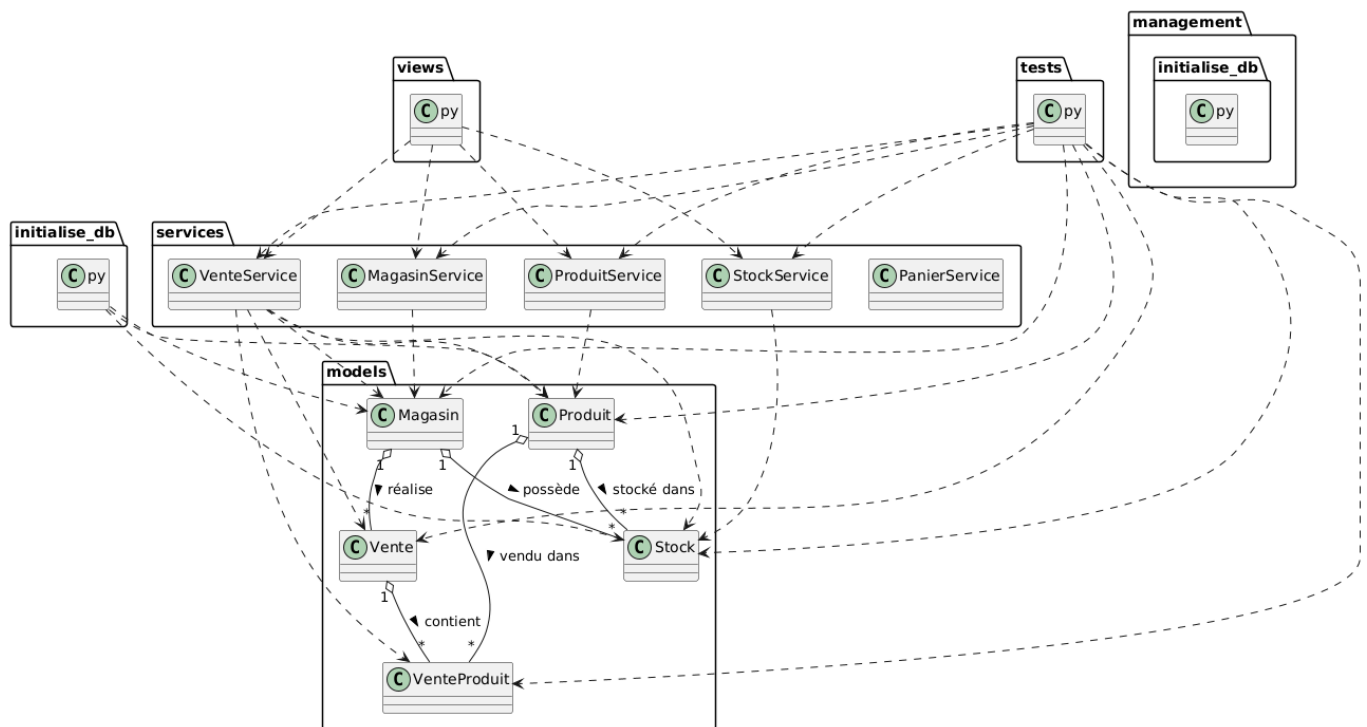 management
views
tests
initialise_db
C py
C py
C py
initialise_db
services
C py
C VenteService
C MagasinService
C ProduitService
C StockService
C PanierService
models
C Magasin
C Produit
1
1
1
1
réalise
possède
stocké dans
*
*
*
C Vente
C Stock
vendu dans
1
contient
*
*
C VenteProduit